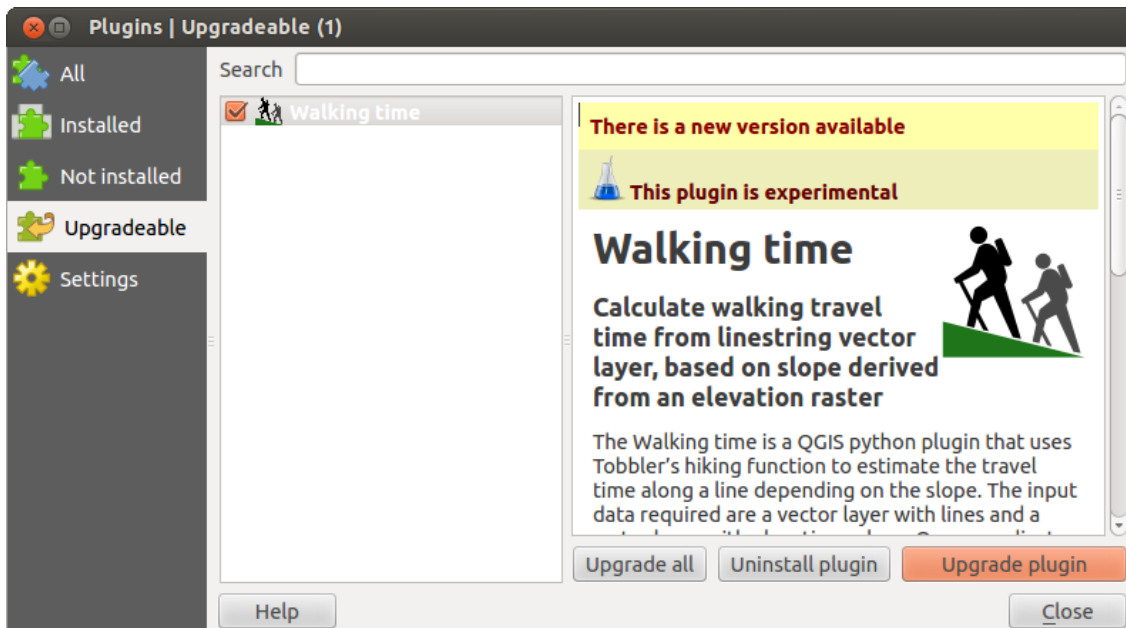 Plugins | Upgradeable (1)
All
Installed
Not installed
Upgradeable
Settings
Search
Walking time
There is a new version available
This plugin is experimental
Walking time
Calculate walking travel
time from linestring vector
layer, based on slope derived
from an elevation raster
The Walking time is a QGIS python plugin that uses
Tobbler's hiking function to estimate the travel
time along a line depending on the slope. The input
data required are a vector layer with lines and a
Upgrade all
Uninstall plugin
Upgrade plugin
Help
Close